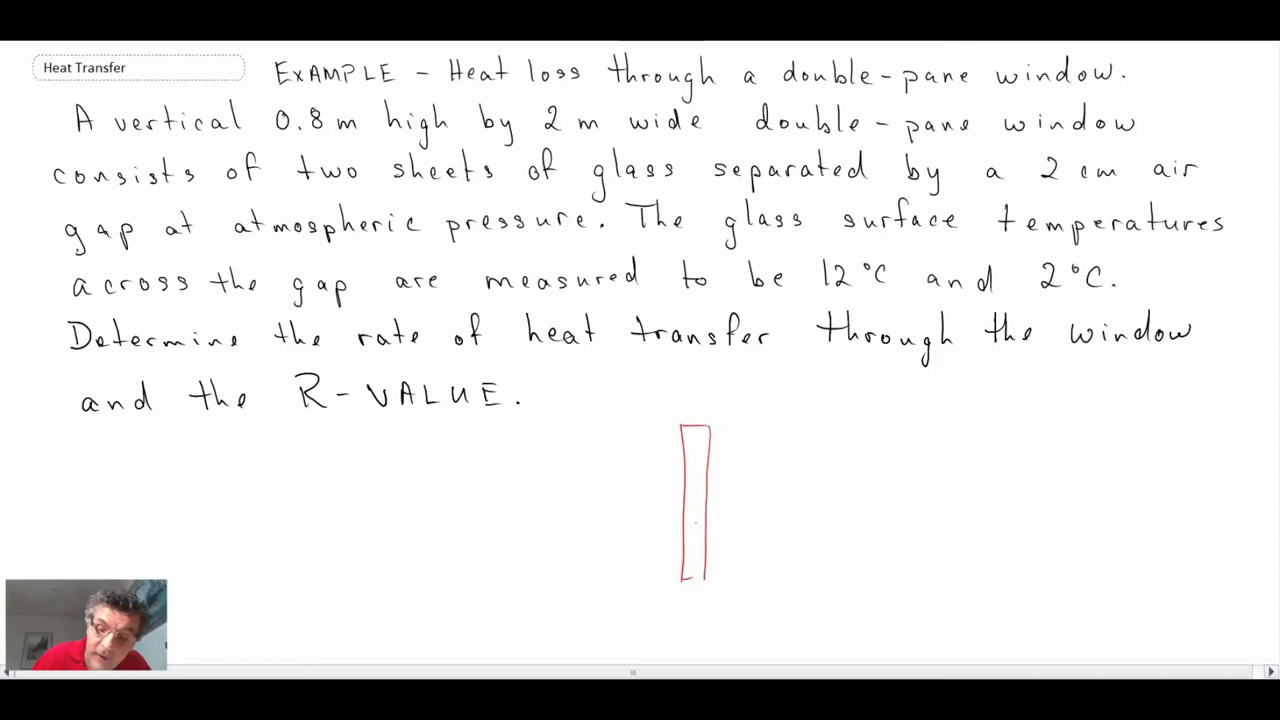 Heat Transfer
EXAMPLE - Heat loss through a double-pane window.
A vertical 0.8 m high by 2 m wide double-pane window
consists of two sheets of glass separated by a 2 cm air
gap at atmospheric pressure. The glass surface temperatures
across the gap are measured to be 12°C and 2°C.
Determine the rate of heat transfer through the window
and the R-VALUE.